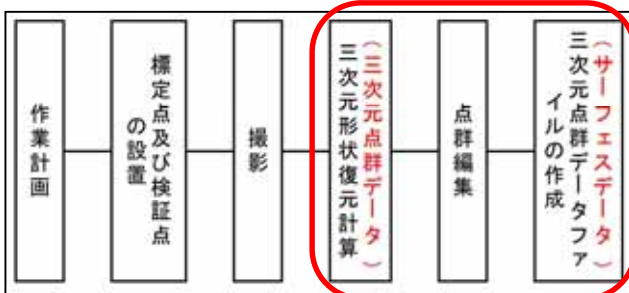 作業計画
標定点及び検証点
の設置
撮影
（三次元点群データ）
三次元形状復元計算
点群編集
（サーフェスデータ）
三次元点群データファ
イルの作成